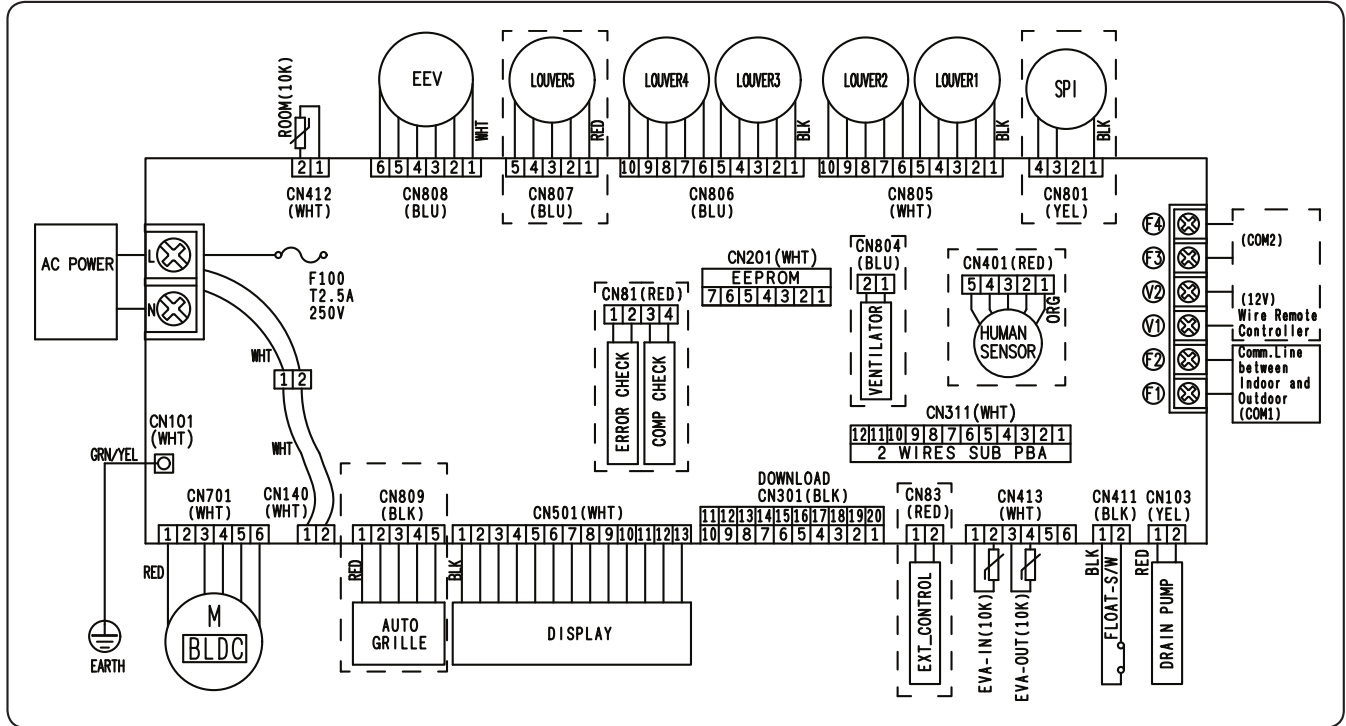 EEV
LOUVER5
LOUVER4
LOUVER3
LOUVER2
LOUVER1
SPI
ROOM(10K)
WHT
RED
BLK
BLK
BLK
2 1
6 5 4 3 2 1
5 4 3 2 1
10 9 8 7 6 5 4 3 2 1
10 9 8 7 6 5 4 3 2 1
4 3 2 1
CN412
(WHT)
CN808
(BLU)
CN807
(BLU)
CN806
(BLU)
CN805
(WHT)
CN801
(YEL)
AC POWER
L
N
F100
T2.5A
250V
WHT
1 2
WHT
CN81(RED)
1 2 3 4
ERROR CHECK
COMP CHECK
CN201(WHT)
EEPROM
7 6 5 4 3 2 1
CN804
(BLU)
2 1
VENTILATOR
CN401(RED)
5 4 3 2 1
ORG
HUMAN
SENSOR
F4
F3
V2
V1
F2
F1
(COM2)
(12V)
Wire Remote
Controller
Comm.Line
between
Indoor and
Outdoor
(COM1)
CN311(WHT)
12 11 10 9 8 7 6 5 4 3 2 1
2 WIRES SUB PBA
CN101
(WHT)
GRN/YEL
EARTH
CN701
(WHT)
1 2 3 4 5 6
RED
M
BLDC
CN140
(WHT)
1 2
CN809
(BLK)
1 2 3 4 5
RED
AUTO
GRILLE
CN501(WHT)
1 2 3 4 5 6 7 8 9 10 11 12 13
BLK
DISPLAY
DOWNLOAD
CN301(BLK)
11 12 13 14 15 16 17 18 19 20
10 9 8 7 6 5 4 3 2 1
CN83
(RED)
1 2
EXT_CONTROL
CN413
(WHT)
1 2 3 4 5 6
EVA-IN(10K)
EVA-OUT(10K)
CN411
(BLK)
1 2
BLK
FLOAT-S/W
CN103
(YEL)
1 2
RED
DRAIN PUMP